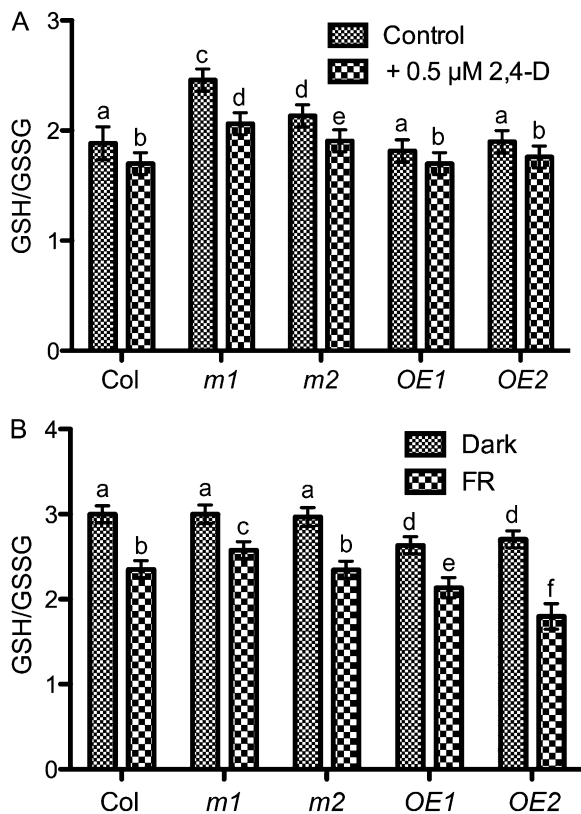 A
3
Control
+ 0.5 µM 2,4-D
c
a
b
d
d
e
a
b
a
b
2
1
0
GSH/GSSG
Col
m1
m2
OE1
OE2
B
4
Dark
FR
a
b
a
c
a
b
d
e
d
f
3
2
1
0
GSH/GSSG
Col
m1
m2
OE1
OE2